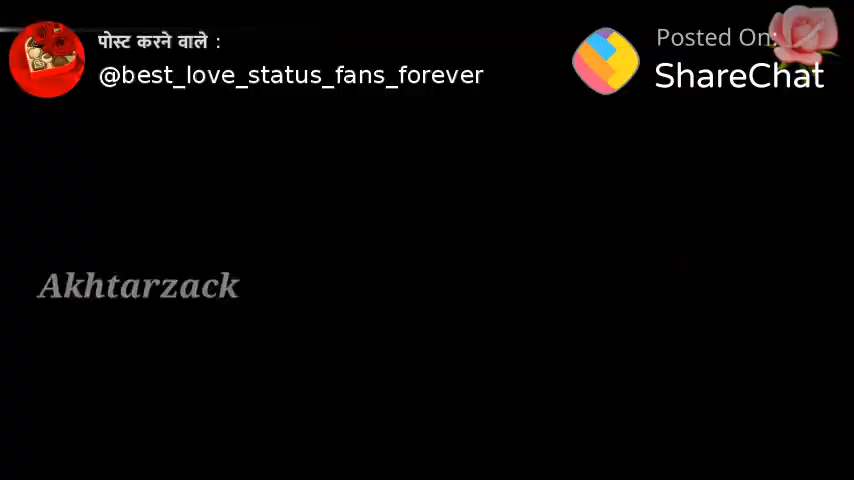 पोस्ट करने वाले :
@best_love_status_fans_forever
Posted On:
ShareChat
Akhtarzack